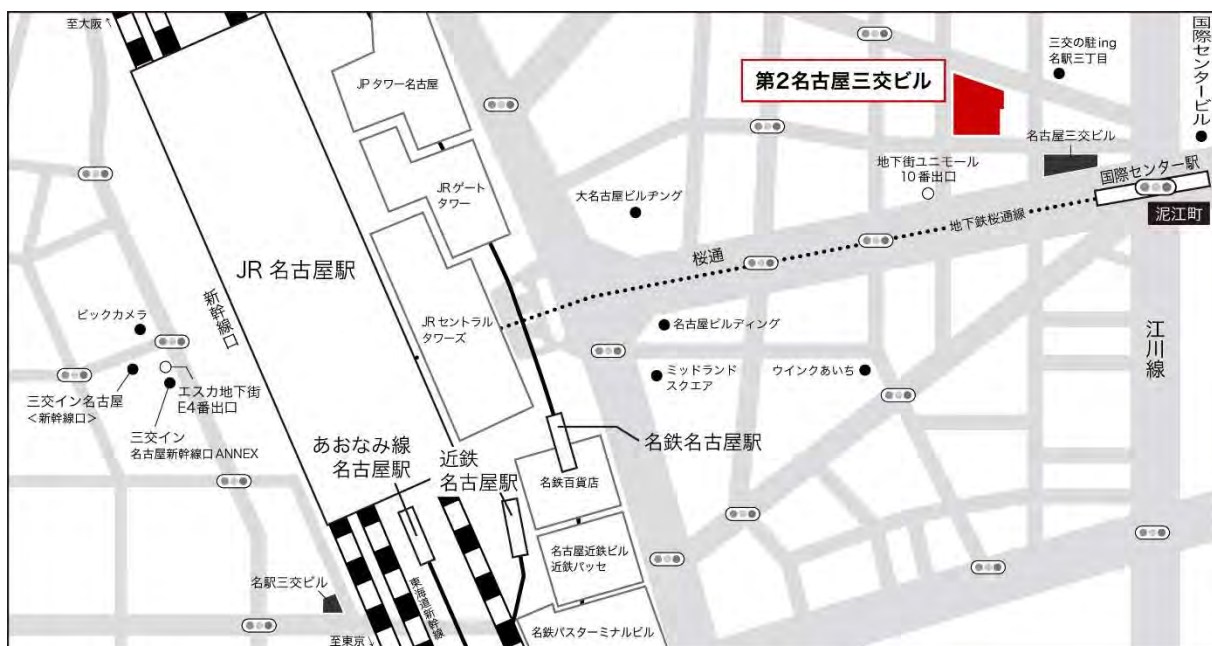 至大阪
JPタワー名古屋
JRゲート
タワー
JR 名古屋駅
新幹線口
JRセントラル
タワーズ
ビックカメラ
三交イン名古屋
<新幹線口>
エスカ地下街
E4番出口
三交イン
名古屋新幹線口ANNEX
あおなみ線
名古屋駅
近鉄
名古屋駅
名鉄名古屋駅
名鉄百貨店
名古屋近鉄ビル
近鉄パッセ
名鉄バスターミナルビル
名駅三交ビル
東海道新幹線
至東京
第2名古屋三交ビル
三交の駐ing
名駅三丁目
国際センタービル
名古屋三交ビル
地下街ユニモール
10番出口
国際センター駅
泥江町
大名古屋ビルヂング
桜通
地下鉄桜通線
名古屋ビルディング
ミッドランド
スクエア
ウインクあいち
江川線